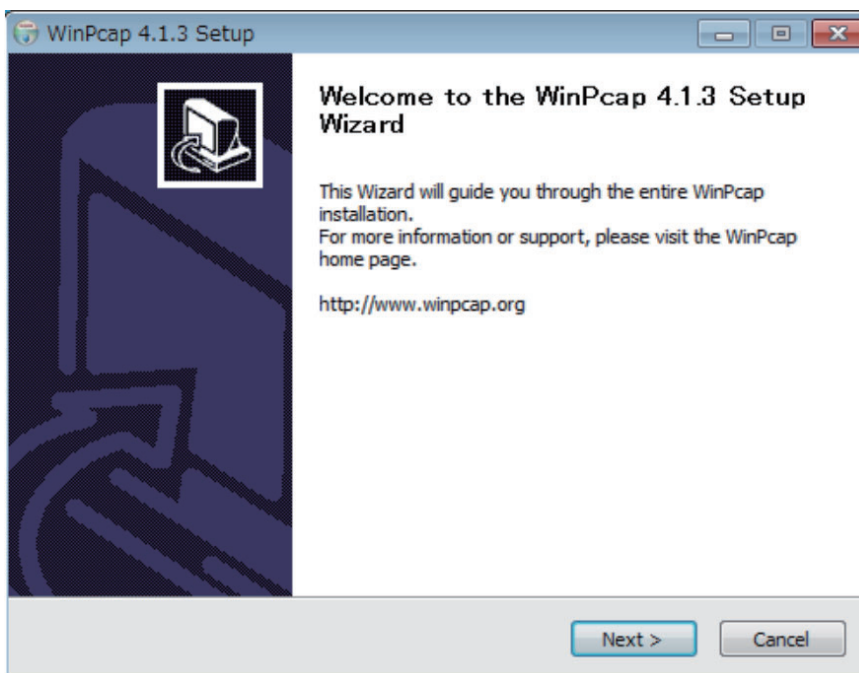 WinPcap 4.1.3 Setup
Welcome to the WinPcap 4.1.3 Setup
Wizard
This Wizard will guide you through the entire WinPcap
installation.
For more information or support, please visit the WinPcap
home page.
http://www.winpcap.org
Next >
Cancel